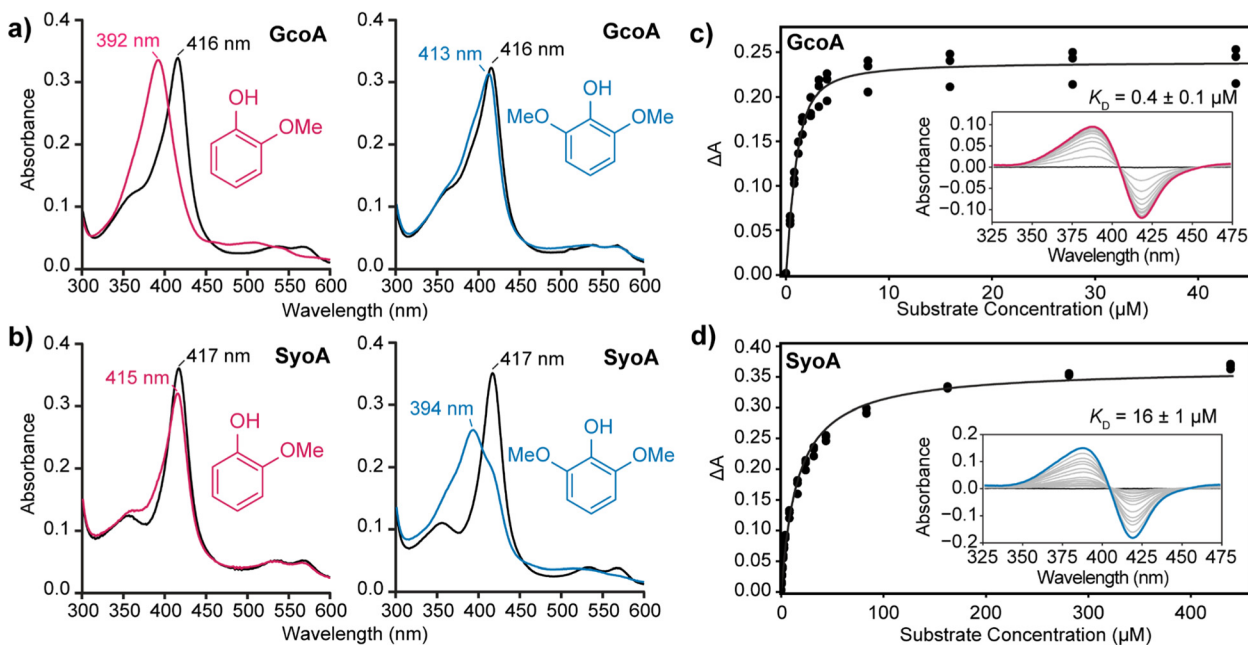 a)
GcoA
392 nm
416 nm
OH
OMe
Absorbance
0.4
0.3
0.2
0.1
0.0
300 350 400 450 500 550 600
GcoA
413 nm
416 nm
OH
MeO
OMe
0.4
0.3
0.2
0.1
0.0
300 350 400 450 500 550 600
Wavelength (nm)
b)
SyoA
417 nm
415 nm
OH
OMe
Absorbance
0.4
0.3
0.2
0.1
0.0
300 350 400 450 500 550 600
SyoA
417 nm
394 nm
OH
MeO
OMe
0.4
0.3
0.2
0.1
0.0
300 350 400 450 500 550 600
Wavelength (nm)
c)
GcoA
ΔA
0.25
0.20
0.15
0.10
0.05
0.00
0 10 20 30 40
Substrate Concentration (µM)
K_D = 0.4 ± 0.1 µM
Absorbance
0.10
0.05
0.00
−0.05
−0.10
325 350 375 400 425 450 475
Wavelength (nm)
d)
SyoA
ΔA
0.40
0.35
0.30
0.25
0.20
0.15
0.10
0.05
0.00
0 100 200 300 400
Substrate Concentration (µM)
K_D = 16 ± 1 µM
Absorbance
0.2
0.1
0.0
−0.1
−0.2
325 350 375 400 425 450 475
Wavelength (nm)